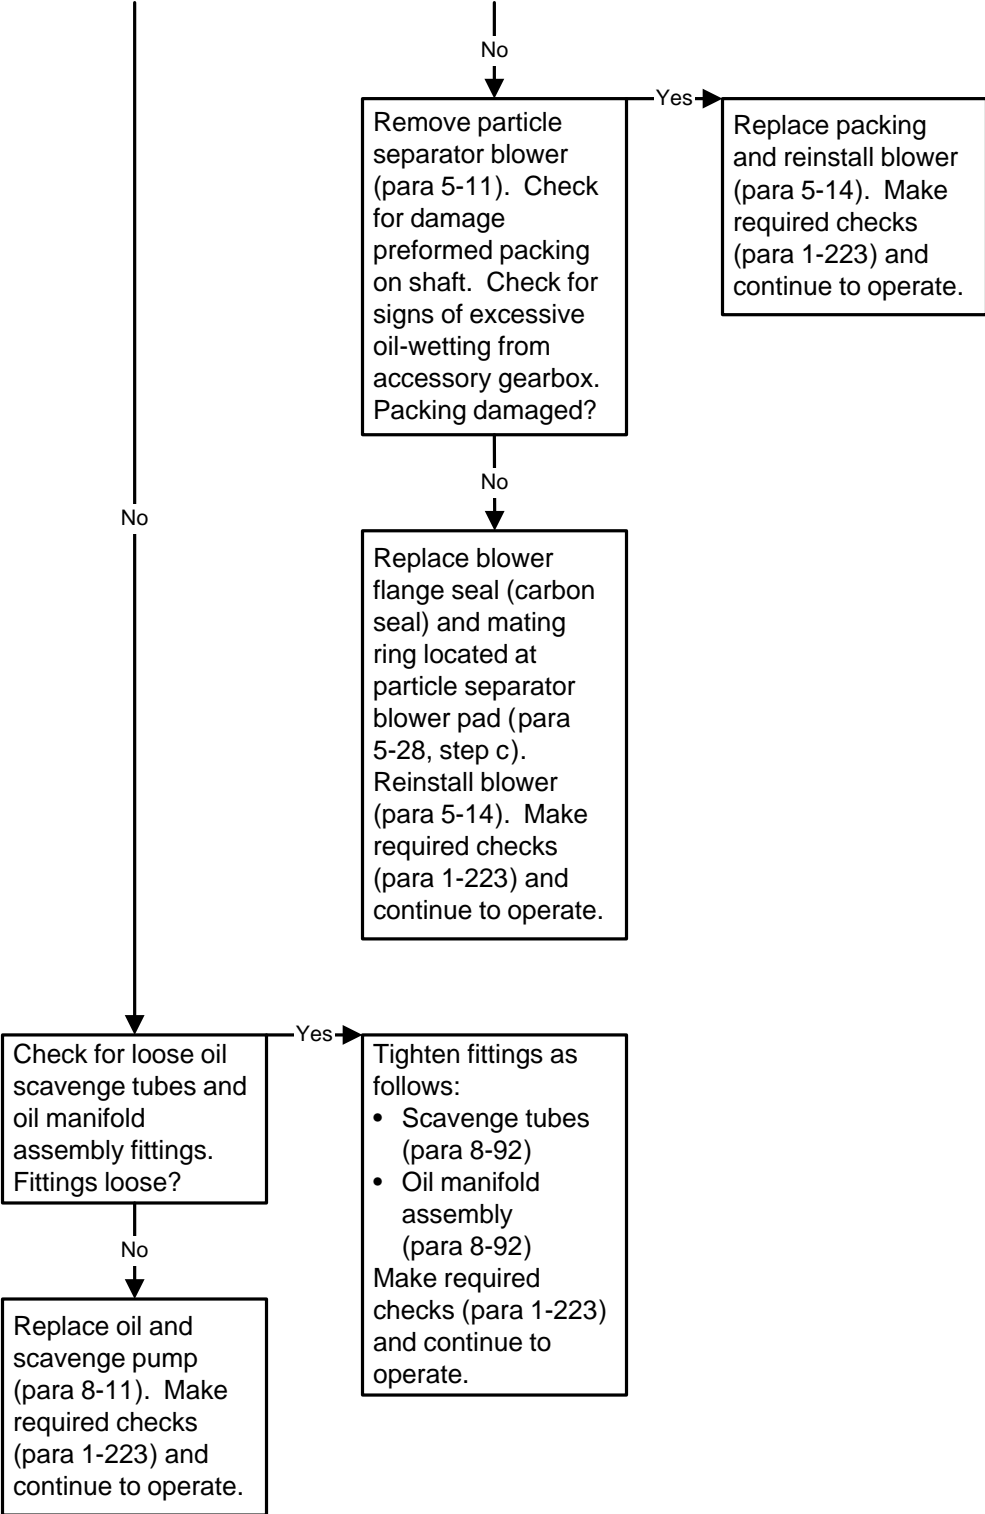 No
Yes
Remove particle
separator blower
(para 5-11).  Check
for damage
preformed packing
on shaft.  Check for
signs of excessive
oil-wetting from
accessory gearbox.
Packing damaged?
Replace packing
and reinstall blower
(para 5-14).  Make
required checks
(para 1-223) and
continue to operate.
No
No
Replace blower
flange seal (carbon
seal) and mating
ring located at
particle separator
blower pad (para
5-28, step c).
Reinstall blower
(para 5-14).  Make
required checks
(para 1-223) and
continue to operate.
Yes
Check for loose oil
scavenge tubes and
oil manifold
assembly fittings.
Fittings loose?
Tighten fittings as
follows:
• Scavenge tubes
(para 8-92)
• Oil manifold
assembly
(para 8-92)
Make required
checks (para 1-223)
and continue to
operate.
No
Replace oil and
scavenge pump
(para 8-11).  Make
required checks
(para 1-223) and
continue to operate.